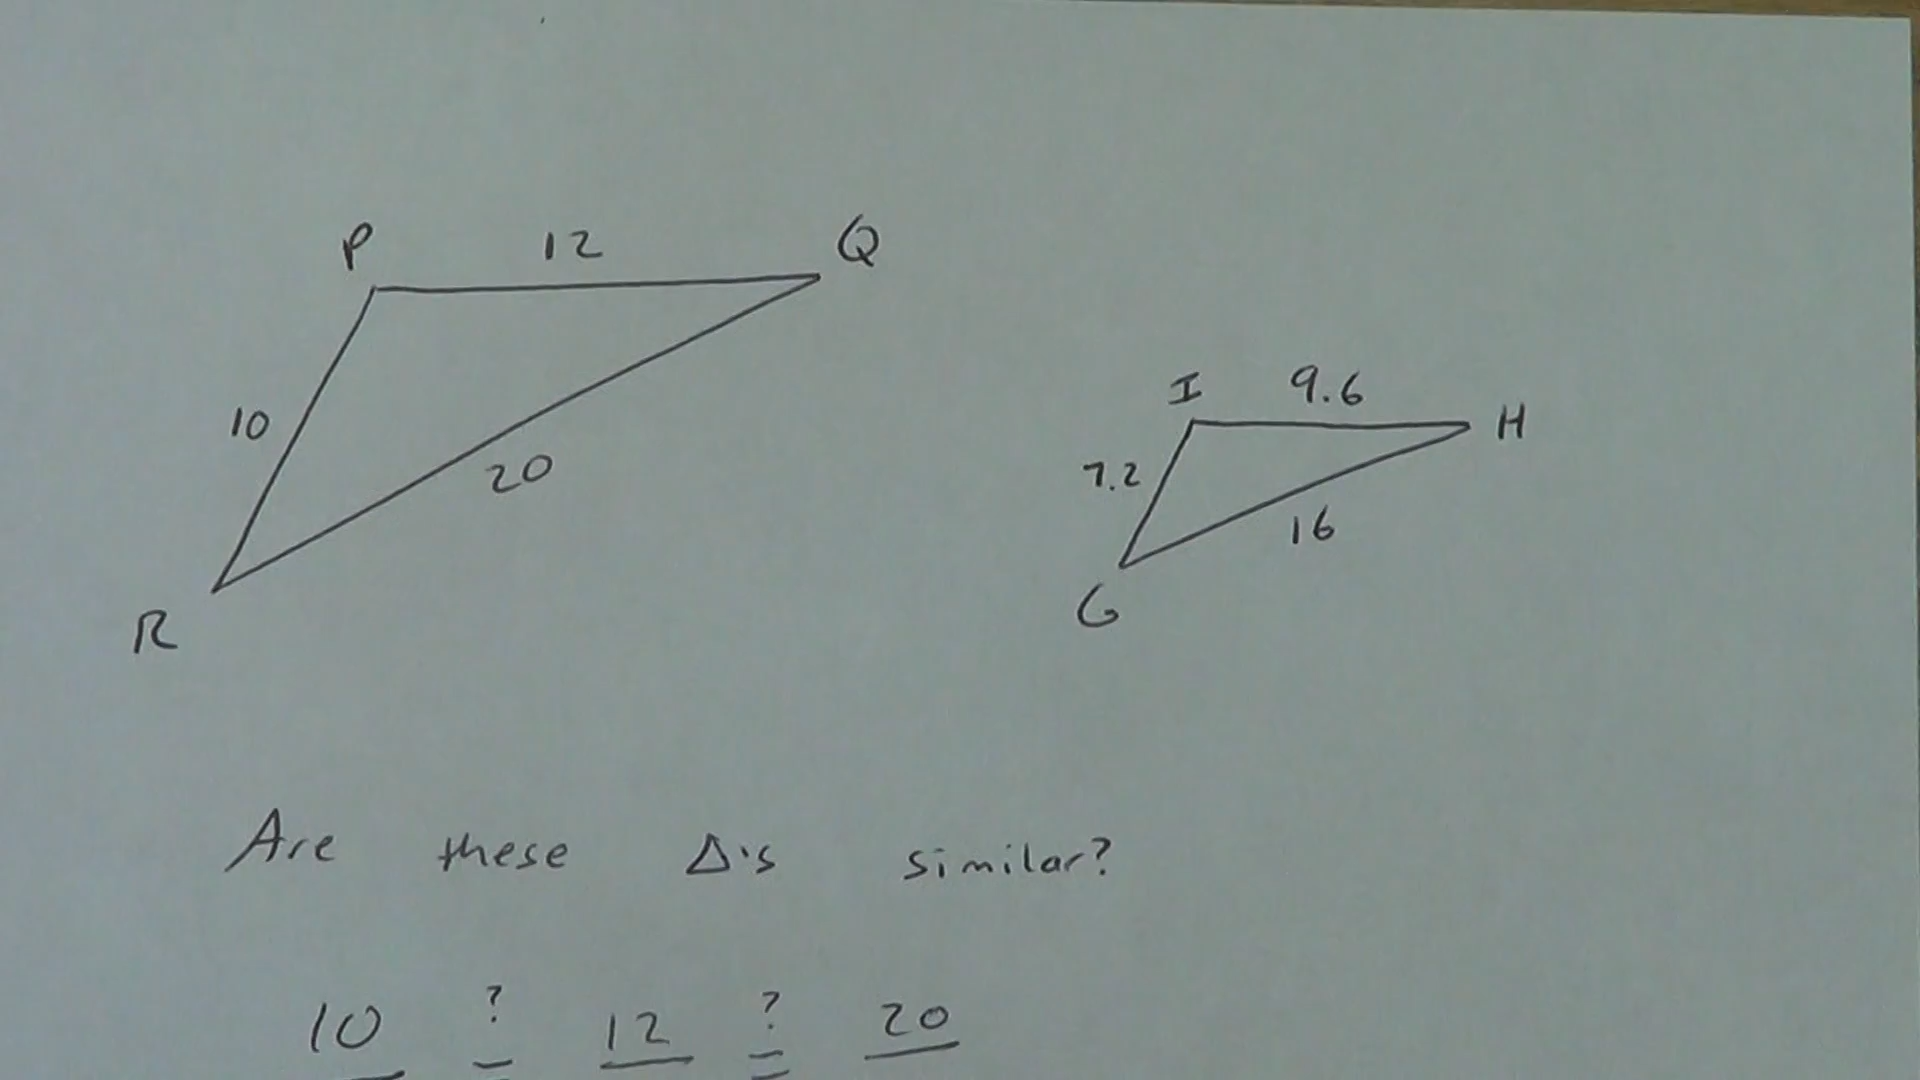 P 12 Q
I 9.6 H
10
20
7.2
16
R
G
Are these Δ's similar?
10 ? 12 ? 20
= =